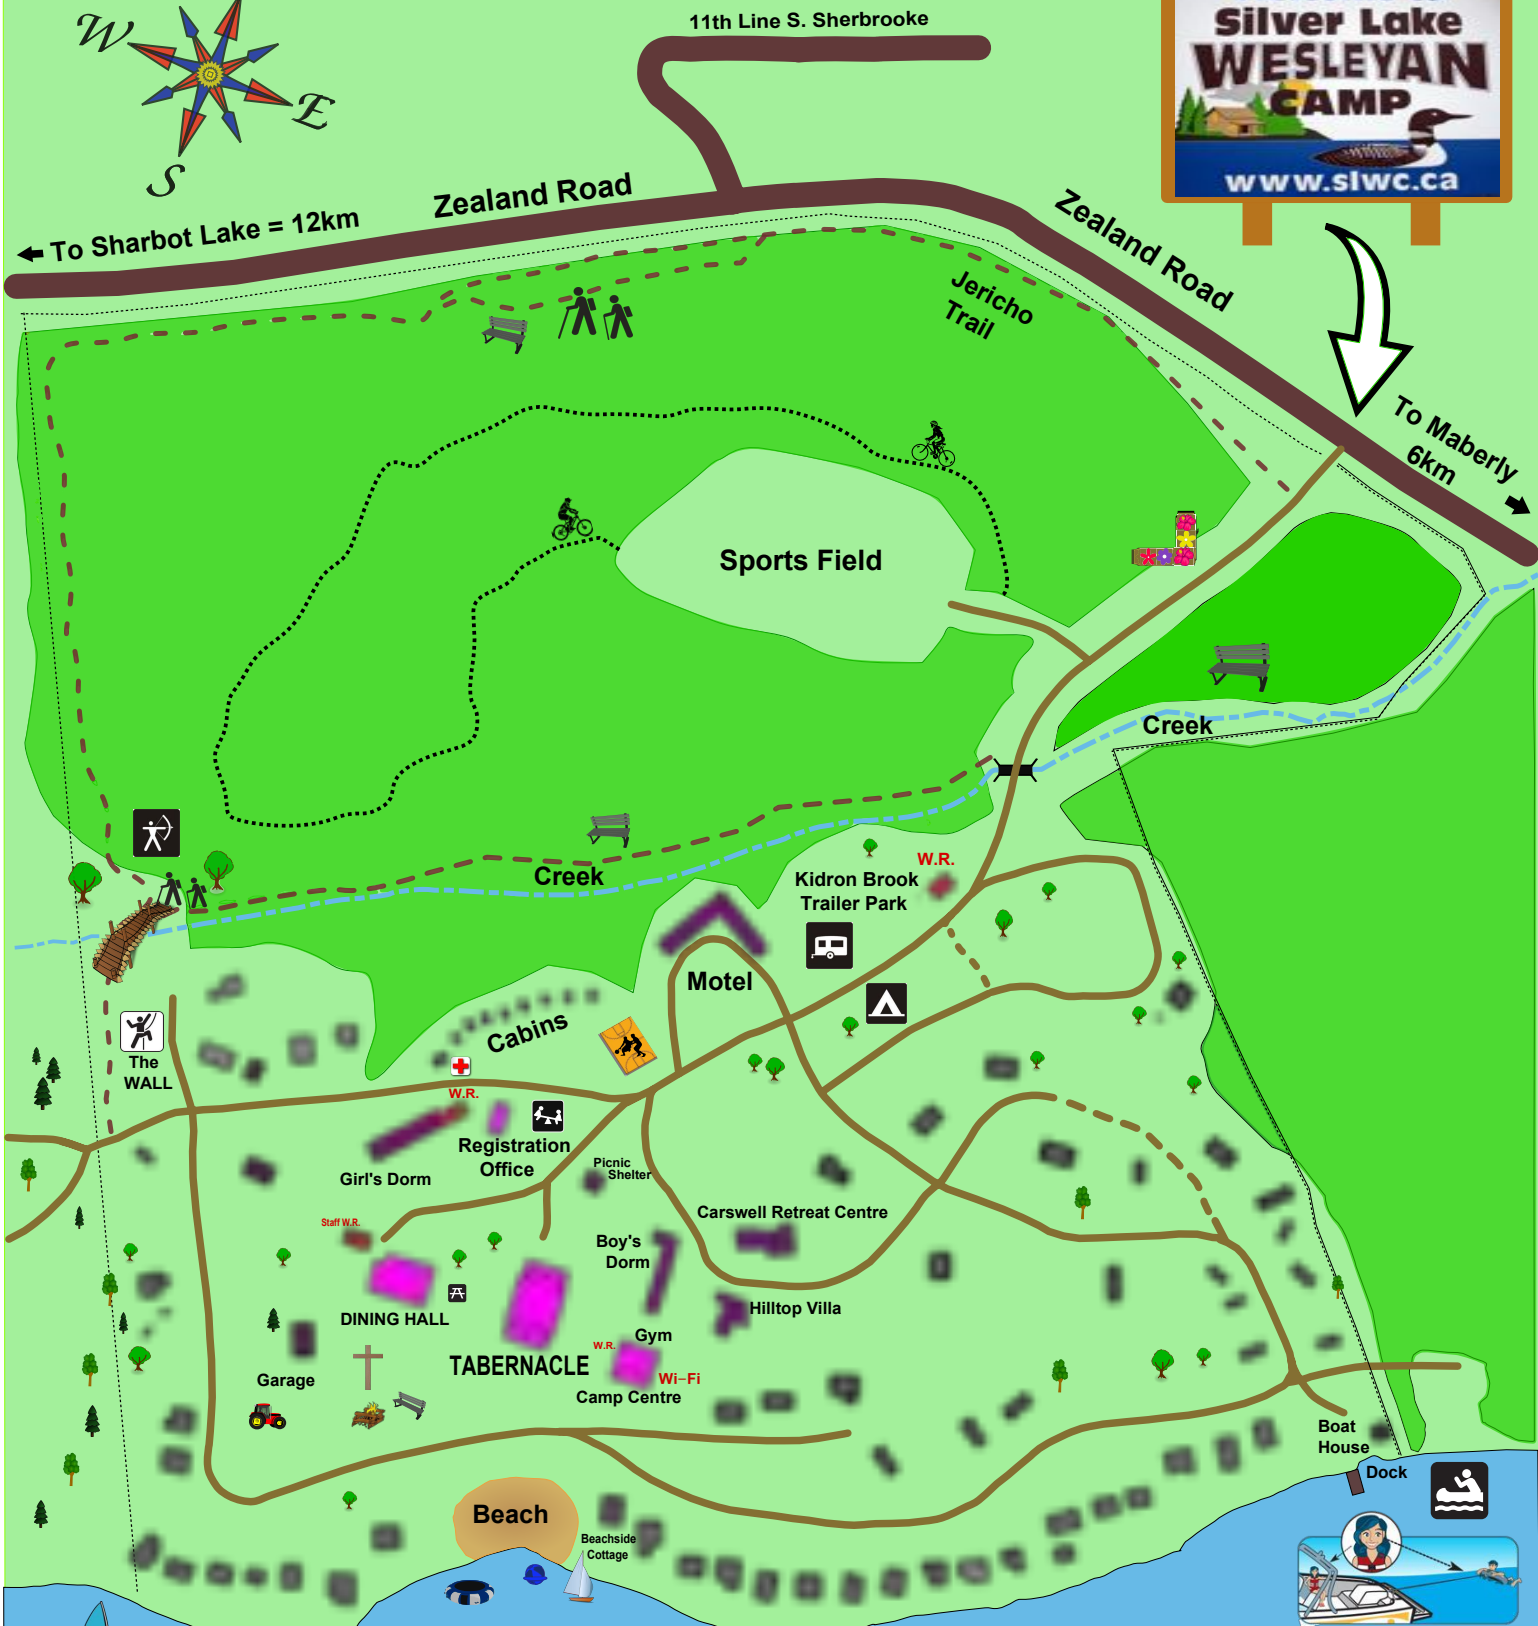 11th Line S. Sherbrooke
Silver Lake
WESLEYAN
CAMP
www.slwc.ca
W
E
S
Zealand Road
To Sharbot Lake = 12km
Zealand Road
Jericho
Trail
To Maberly
6km
Sports Field
Creek
Creek
W.R.
Kidron Brook
Trailer Park
Motel
Cabins
The
WALL
W.R.
Registration
Office
Girl's Dorm
Picnic
Shelter
Staff W.R.
Carswell Retreat Centre
Boy's
Dorm
Hilltop Villa
DINING HALL
Gym
W.R.
TABERNACLE
Wi-Fi
Garage
Camp Centre
Boat
House
Dock
Beach
Beachside
Cottage